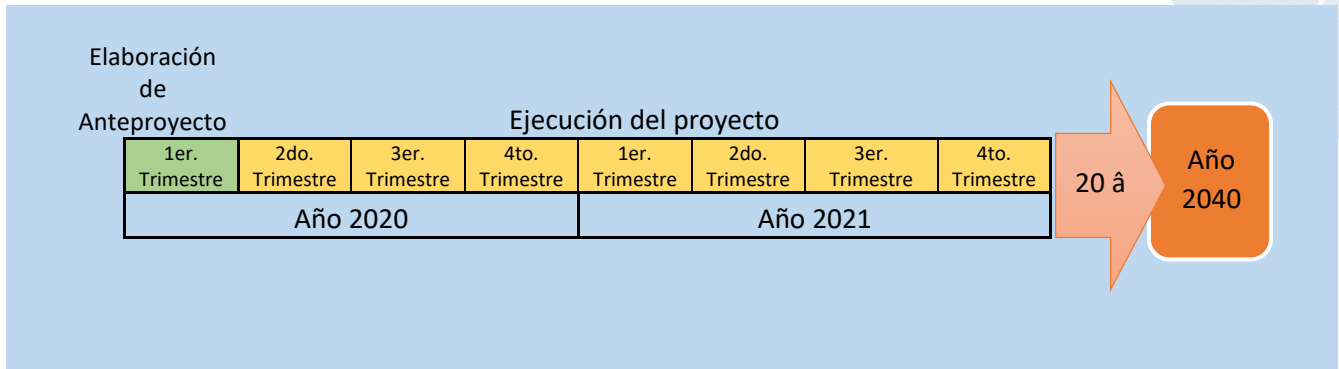 Elaboración
de
Anteproyecto
Ejecución del proyecto
1er. Trimestre
2do. Trimestre
3er. Trimestre
4to. Trimestre
1er. Trimestre
2do. Trimestre
3er. Trimestre
4to. Trimestre
Año 2020
Año 2021
20 â
Año
2040